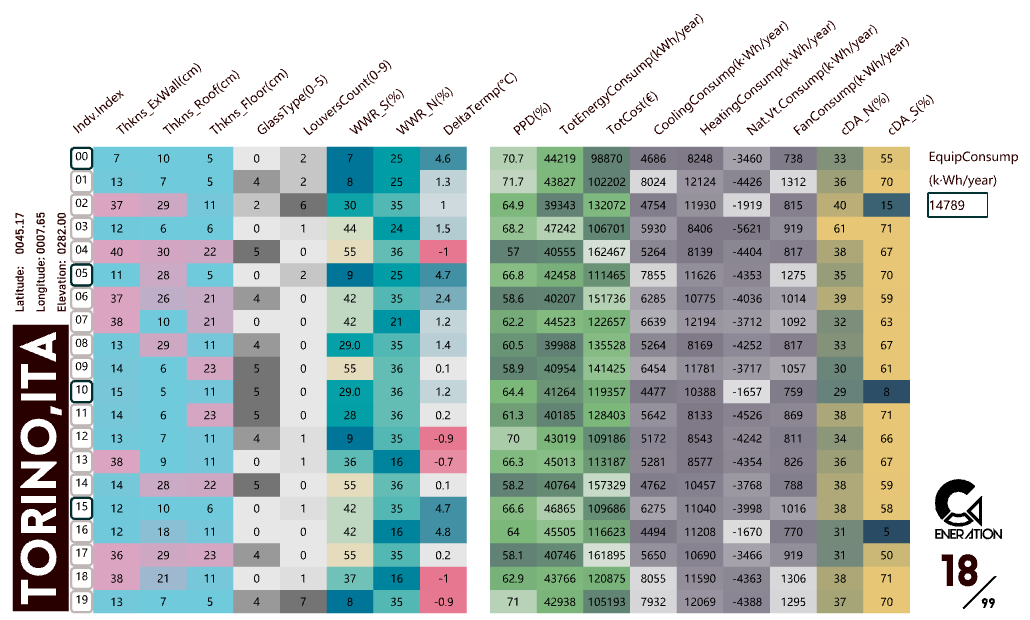 Indv.Index Thkns_ExWall(cm) Thkns_Roof(cm) Thkns_Floor(cm) GlassType(0-5) LouversCount(0-9) WWR_S(%) WWR_N(%) DeltaTermp(°C) PPD(%) TotEnergyConsump(kWh/year) TotCost(€) CoolingConsump(k·Wh/year) HeatingConsump(k·Wh/year) Nat.Vt.Consump(k·Wh/year) FanConsump(k·Wh/year) cDA_N(%) cDA_S(%)
00 7 10 5 0 2 7 25 4.6 70.7 44219 98870 4686 8248 -3460 738 33 55
01 13 7 5 4 2 8 25 1.3 71.7 43827 102202 8024 12124 -4426 1312 36 70
02 37 29 11 2 6 30 35 1 64.9 39343 132072 4754 11930 -1919 815 40 15
03 12 6 6 0 1 44 24 1.5 68.2 47242 106701 5930 8406 -5621 919 61 71
04 40 30 22 5 0 55 36 -1 57 40555 162467 5264 8139 -4404 817 38 67
05 11 28 5 0 2 9 25 4.7 66.8 42458 111465 7855 11626 -4353 1275 35 70
06 37 26 21 4 0 42 35 2.4 58.6 40207 151736 6285 10775 -4036 1014 39 59
07 38 10 21 0 0 42 21 1.2 62.2 44523 122657 6639 12194 -3712 1092 32 63
08 13 29 11 4 0 29.0 35 1.4 60.5 39988 135528 5264 8169 -4252 817 33 67
09 14 6 23 5 0 55 36 0.1 58.9 40954 141425 6454 11781 -3717 1057 30 61
10 15 5 11 5 0 29.0 36 1.2 64.4 41264 119357 4477 10388 -1657 759 29 8
11 14 6 23 5 0 28 36 0.2 61.3 40185 128403 5642 8133 -4526 869 38 71
12 13 7 11 4 1 9 35 -0.9 70 43019 109186 5172 8543 -4242 811 34 66
13 38 9 11 0 1 36 16 -0.7 66.3 45013 113187 5281 8577 -4354 826 36 67
14 14 28 22 5 0 55 36 0.1 58.2 40764 157329 4762 10457 -3768 788 38 59
15 12 10 6 0 1 42 35 4.7 66.6 46865 109686 6275 11040 -3998 1016 38 58
16 12 18 11 0 0 42 16 4.8 64 45505 116623 4494 11208 -1670 770 31 5
17 36 29 23 4 0 55 35 0.2 58.1 40746 161895 5650 10690 -3466 919 31 50
18 38 21 11 0 1 37 16 -1 62.9 43766 120875 8055 11590 -4363 1306 38 71
19 13 7 5 4 7 8 35 -0.9 71 42938 105193 7932 12069 -4388 1295 37 70
EquipConsump
(k·Wh/year)
14789
Latitude: 0045.17
Longitude: 0007.65
Elevation: 0282.00
TORINO,ITA
ENERATION
18/99